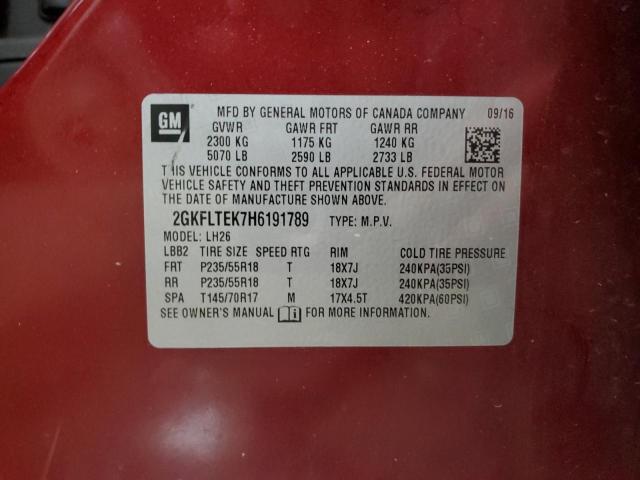 GM
MFD BY GENERAL MOTORS OF CANADA COMPANY 09/16
GVWR GAWR FRT GAWR RR
2300 KG 1175 KG 1240 KG
5070 LB 2590 LB 2733 LB
THIS VEHICLE CONFORMS TO ALL APPLICABLE U.S. FEDERAL MOTOR
VEHICLE SAFETY AND THEFT PREVENTION STANDARDS IN EFFECT ON
THE DATE OF MANUFACTURE SHOWN ABOVE.
2GKFLTEK7H6191789 TYPE: M.P.V.
MODEL: LH26
LBB2 TIRE SIZE SPEED RTG RIM COLD TIRE PRESSURE
FRT P235/55R18 T 18X7J 240KPA(35PSI)
RR P235/55R18 T 18X7J 240KPA(35PSI)
SPA T145/70R17 M 17X4.5T 420KPA(60PSI)
SEE OWNER'S MANUAL FOR MORE INFORMATION.